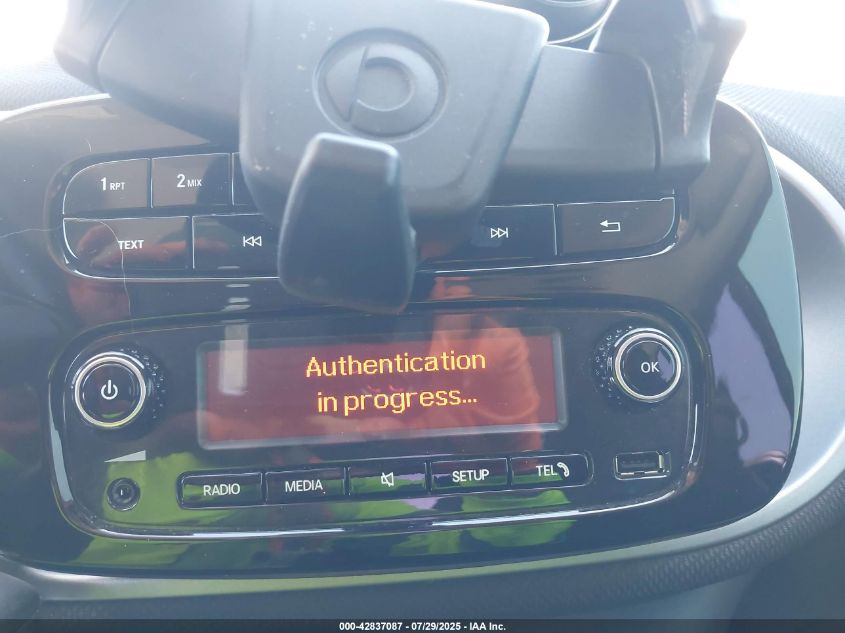 1 RPT
2 MIX
TEXT
Authentication
in progress...
OK
RADIO
MEDIA
SETUP
TEL
000-42837087 - 07/29/2025 - IAA Inc.